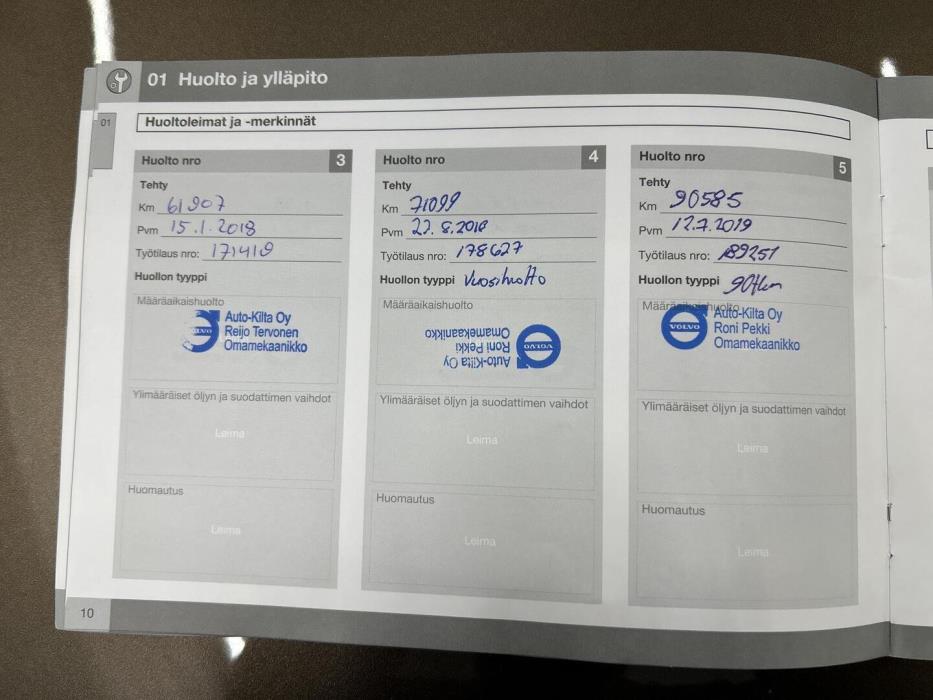 01 Huolto ja ylläpito
01
Huoltoleimat ja -merkinnät
Huolto nro 3
Tehty
Km 61907
Pvm 15.1.2018
Työtilaus nro: 171419
Huollon tyyppi
Määräaikaishuolto
VOLVO
Auto-Kilta Oy
Reijo Tervonen
Omamekaanikko
Ylimääräiset öljyn ja suodattimen vaihdot
Leima
Huomautus
Leima
Huolto nro 4
Tehty
Km 71099
Pvm 22.8.2018
Työtilaus nro: 178627
Huollon tyyppi Vuosihuolto
Määräaikaishuolto
VOLVO
Auto-Kilta Oy
Roni Pekki
Omamekaanikko
Ylimääräiset öljyn ja suodattimen vaihdot
Leima
Huomautus
Leima
Huolto nro 5
Tehty
Km 90585
Pvm 12.7.2019
Työtilaus nro: 189251
Huollon tyyppi 90tkm
Määräaikaishuolto
VOLVO
Auto-Kilta Oy
Roni Pekki
Omamekaanikko
Ylimääräiset öljyn ja suodattimen vaihdot
Leima
Huomautus
Leima
10